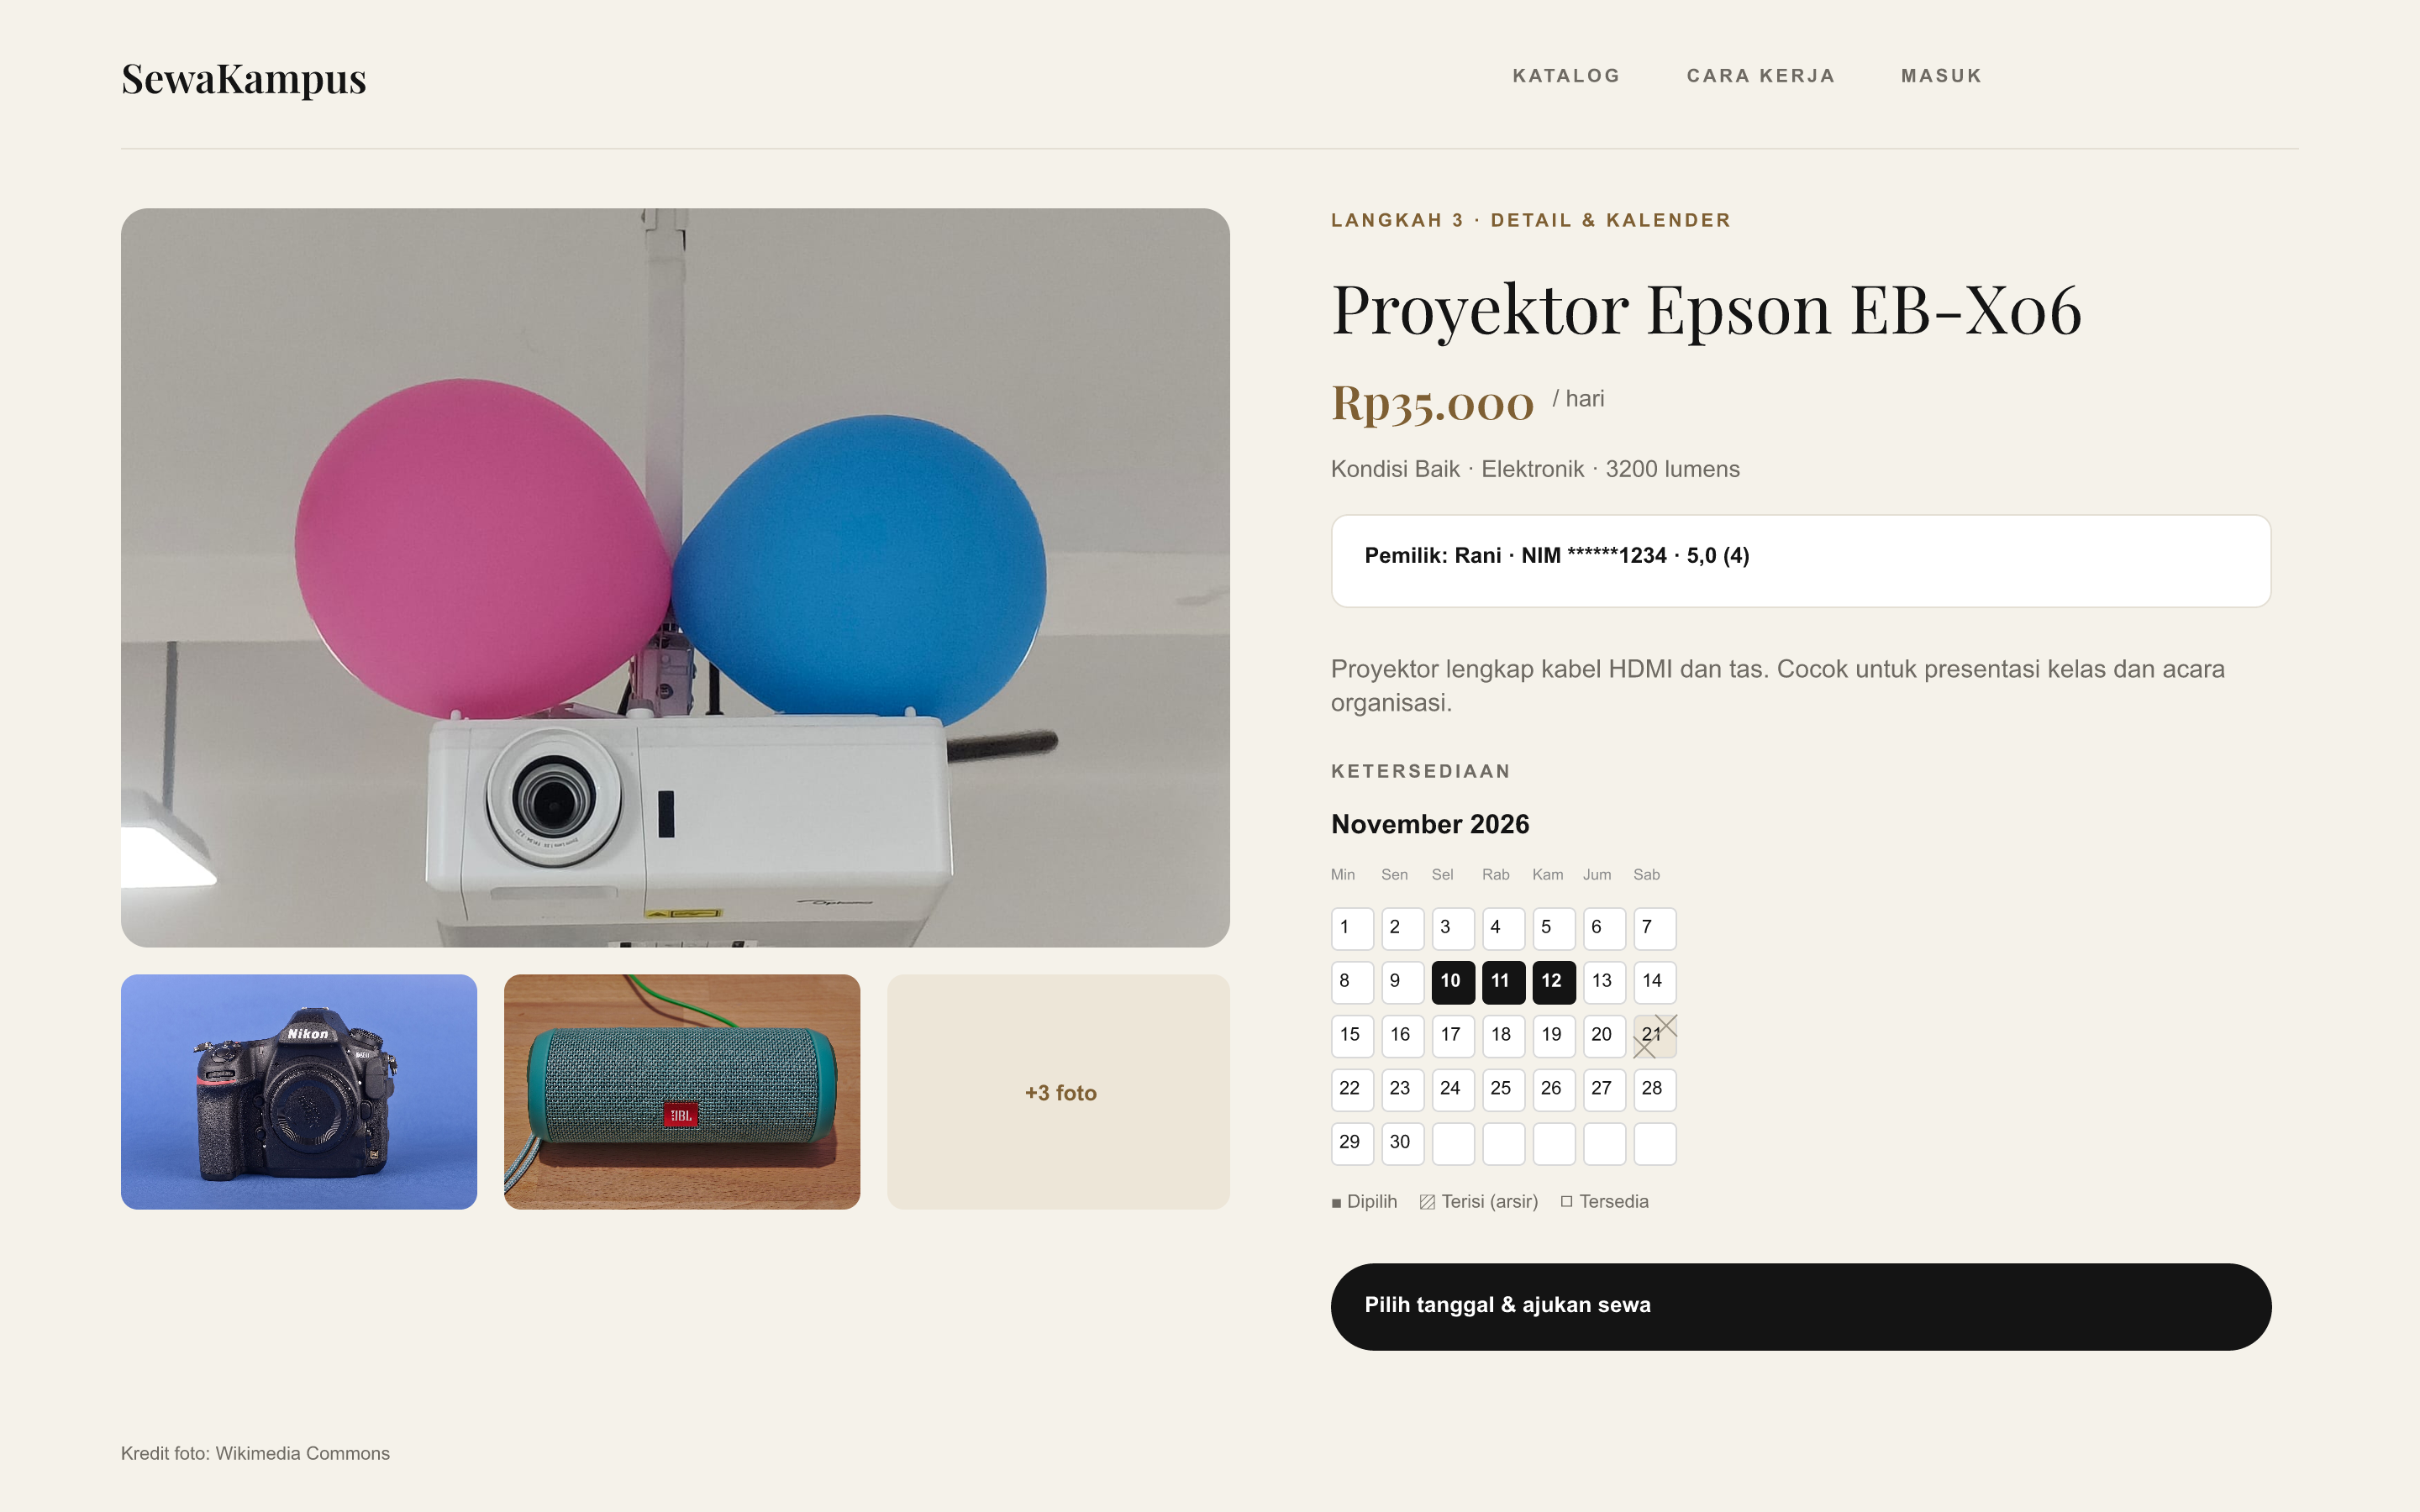 SewaKampus
KATALOG CARA KERJA MASUK
LANGKAH 3 · DETAIL & KALENDER
Proyektor Epson EB-X06
Rp35.000 / hari
Kondisi Baik · Elektronik · 3200 lumens
Pemilik: Rani · NIM ******1234 · 5,0 (4)
Proyektor lengkap kabel HDMI dan tas. Cocok untuk presentasi kelas dan acara
organisasi.
KETERSEDIAAN
November 2026
Min Sen Sel Rab Kam Jum Sab
1 2 3 4 5 6 7
8 9 10 11 12 13 14
15 16 17 18 19 20 21
22 23 24 25 26 27 28
29 30
Dipilih Terisi (arsir) Tersedia
Pilih tanggal & ajukan sewa
Optoma
Nikon
JBL
+3 foto
Kredit foto: Wikimedia Commons